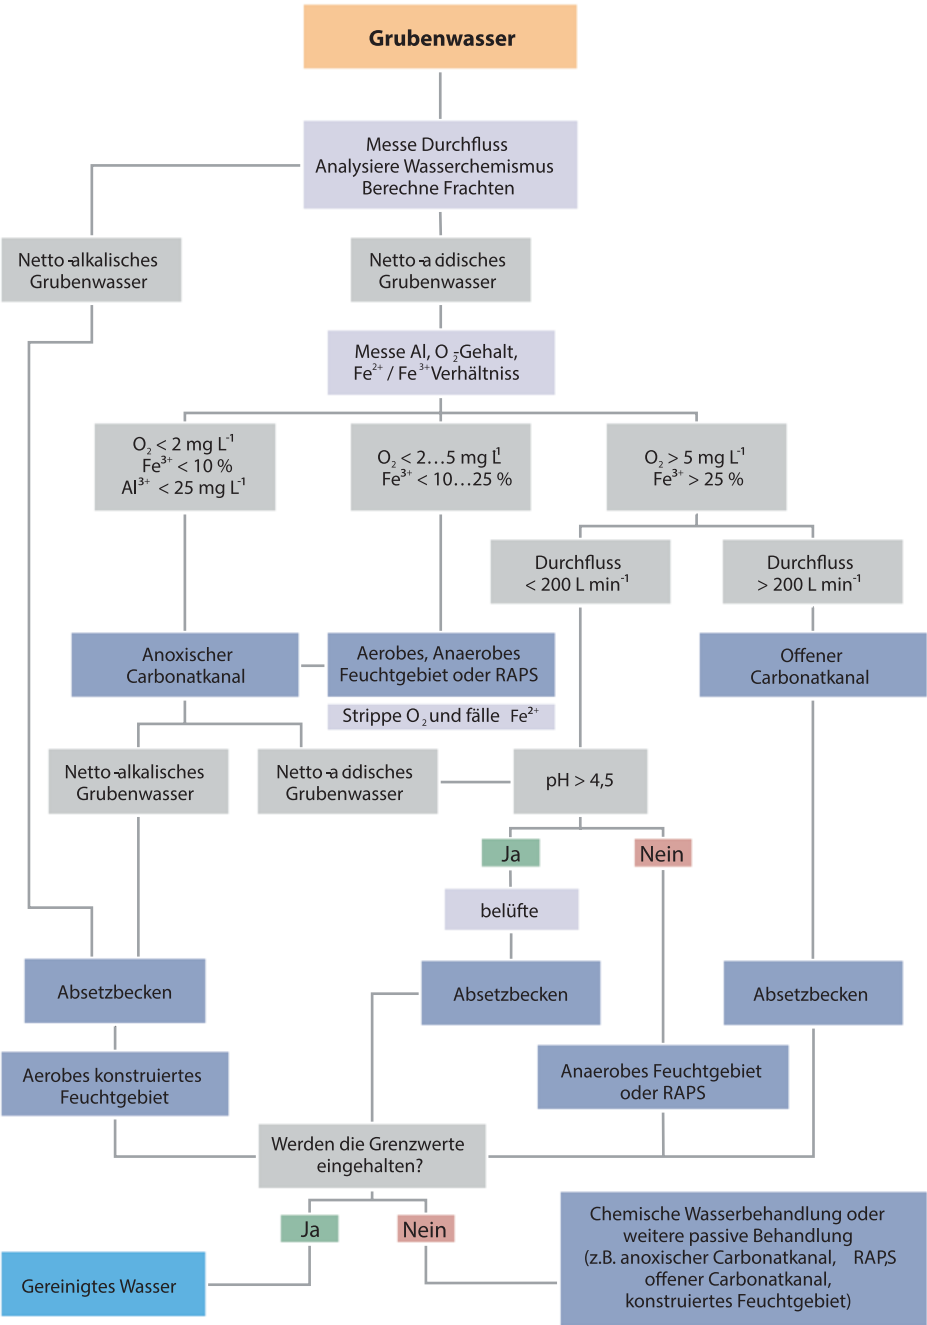 Grubenwasser
Messe Durchfluss
Analysiere Wasserchemismus
Berechne Frachten
Netto-alkalisches
Grubenwasser
Netto-acidisches
Grubenwasser
Messe Al, O₂-Gehalt,
Fe²⁺ / Fe³⁺Verhältniss
O₂ < 2 mg L⁻¹
Fe³⁺ < 10 %
Al³⁺ < 25 mg L⁻¹
O₂ < 2…5 mg L¹
Fe³⁺ < 10…25 %
O₂ > 5 mg L⁻¹
Fe³⁺ > 25 %
Durchfluss
< 200 L min⁻¹
Durchfluss
> 200 L min⁻¹
Anoxischer
Carbonatkanal
Aerobes, Anaerobes
Feuchtgebiet oder RAPS
Offener
Carbonatkanal
Strippe O₂ und fälle Fe²⁺
Netto-alkalisches
Grubenwasser
Netto-acidisches
Grubenwasser
pH > 4,5
Ja
Nein
belüfte
Absetzbecken
Absetzbecken
Absetzbecken
Aerobes konstruiertes
Feuchtgebiet
Anaerobes Feuchtgebiet
oder RAPS
Werden die Grenzwerte
eingehalten?
Ja
Nein
Gereinigtes Wasser
Chemische Wasserbehandlung oder
weitere passive Behandlung
(z.B. anoxischer Carbonatkanal, RAP,S
offener Carbonatkanal,
konstruiertes Feuchtgebiet)